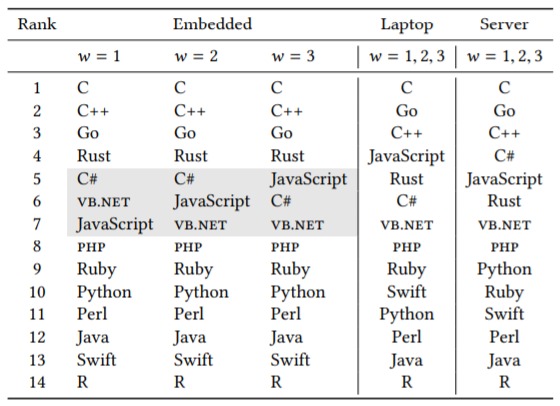 Rank Embedded Laptop Server
w = 1 w = 2 w = 3 w = 1, 2, 3 w = 1, 2, 3
1 C C C C C
2 C++ C++ C++ Go Go
3 Go Go Go C++ C++
4 Rust Rust Rust JavaScript C#
5 C# C# JavaScript Rust JavaScript
6 VB.NET JavaScript C# C# Rust
7 JavaScript VB.NET VB.NET VB.NET VB.NET
8 PHP PHP PHP PHP PHP
9 Ruby Ruby Ruby Ruby Python
10 Python Python Python Swift Ruby
11 Perl Perl Perl Python Swift
12 Java Java Java Perl Perl
13 Swift Swift Swift Java Java
14 R R R R R